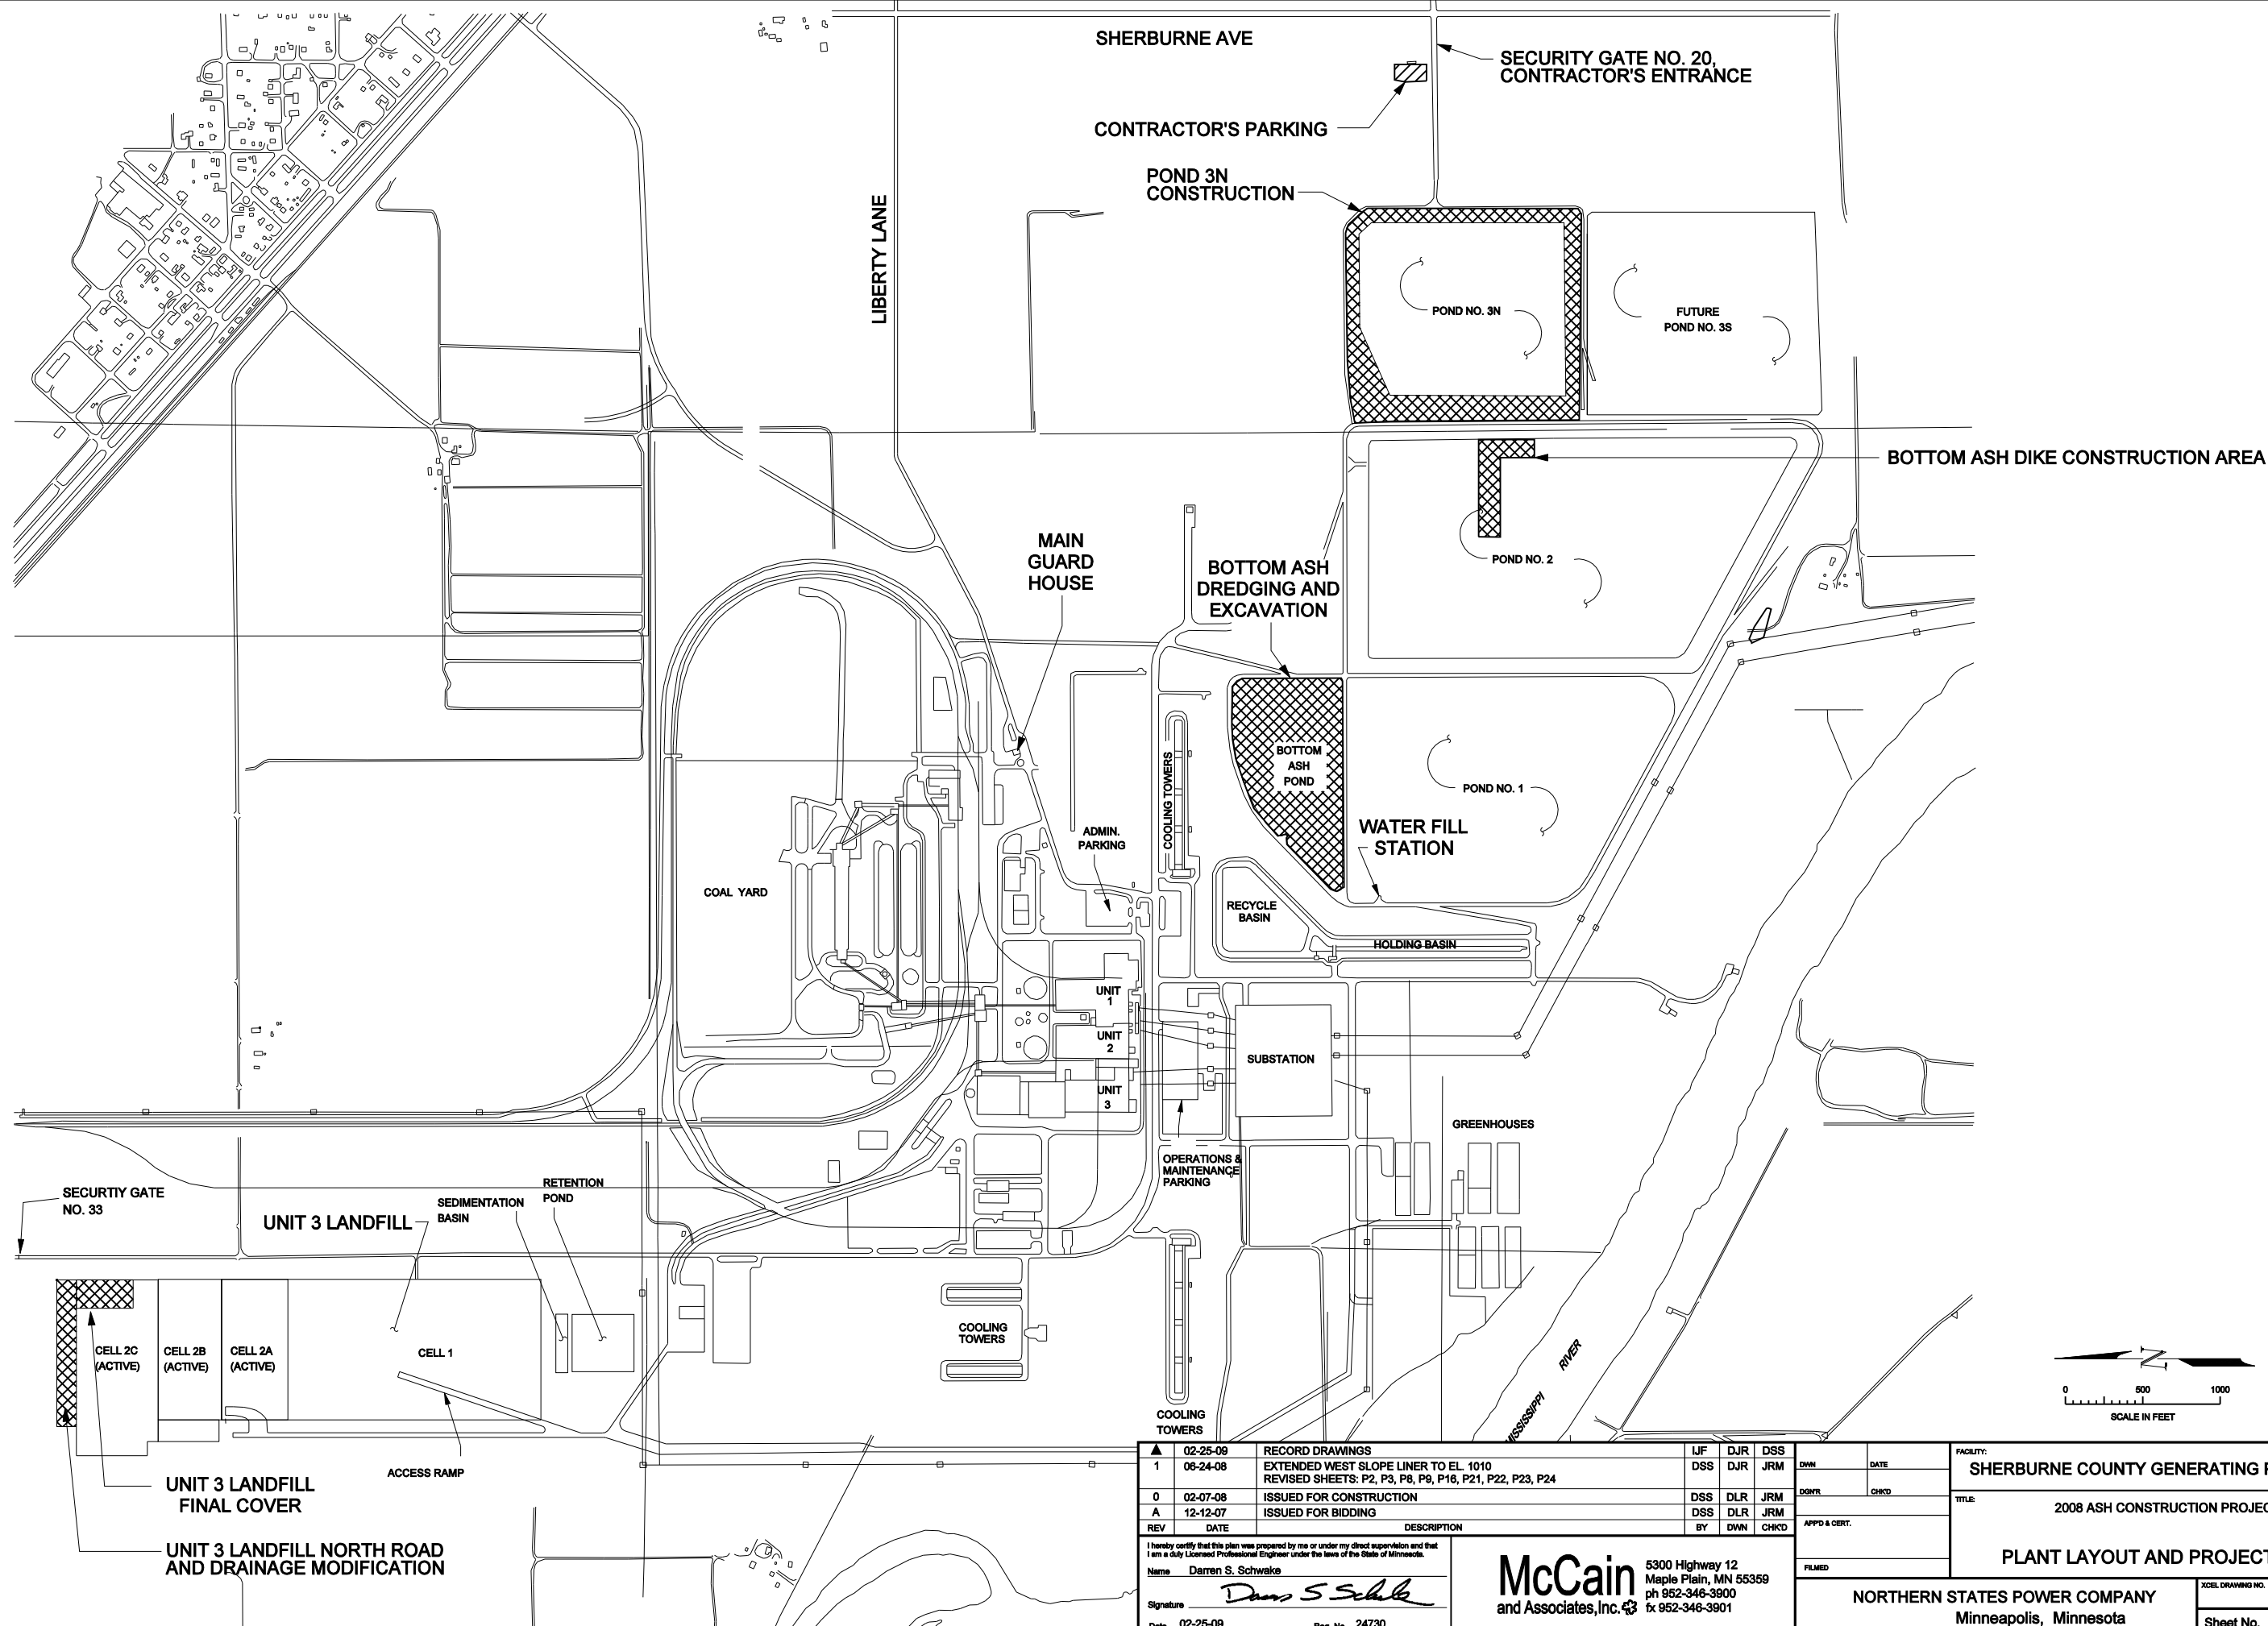 SHERBURNE AVE
SECURITY GATE NO. 20,
CONTRACTOR'S ENTRANCE
CONTRACTOR'S PARKING
POND 3N
CONSTRUCTION
LIBERTY LANE
POND NO. 3N
FUTURE
POND NO. 3S
BOTTOM ASH DIKE CONSTRUCTION AREA
MAIN
GUARD
HOUSE
BOTTOM ASH
DREDGING AND
EXCAVATION
POND NO. 2
BOTTOM
ASH
POND
POND NO. 1
COOLING TOWERS
WATER FILL
STATION
ADMIN.
PARKING
COAL YARD
RECYCLE
BASIN
HOLDING BASIN
UNIT
1
UNIT
2
UNIT
3
SUBSTATION
GREENHOUSES
OPERATIONS &
MAINTENANCE
PARKING
SECURTIY GATE
NO. 33
RETENTION
POND
SEDIMENTATION
BASIN
UNIT 3 LANDFILL
CELL 2C
(ACTIVE)
CELL 2B
(ACTIVE)
CELL 2A
(ACTIVE)
CELL 1
COOLING
TOWERS
COOLING
TOWERS
MISSISSIPPI RIVER
ACCESS RAMP
UNIT 3 LANDFILL
FINAL COVER
UNIT 3 LANDFILL NORTH ROAD
AND DRAINAGE MODIFICATION
N
0 500 1000
SCALE IN FEET
02-25-09 RECORD DRAWINGS IJF DJR DSS
1 06-24-08 EXTENDED WEST SLOPE LINER TO EL. 1010 DSS DJR JRM
REVISED SHEETS: P2, P3, P8, P9, P16, P21, P22, P23, P24
0 02-07-08 ISSUED FOR CONSTRUCTION DSS DLR JRM
A 12-12-07 ISSUED FOR BIDDING DSS DLR JRM
REV DATE DESCRIPTION BY DWN CHK'D
I hereby certify that this plan was prepared by me or under my direct supervision and that
I am a duly Licensed Professional Engineer under the laws of the State of Minnesota.
Name Darren S. Schwake
Signature Darren S Schwake
Date 02-25-09 Reg. No. 24730
McCain
and Associates, Inc.
5300 Highway 12
Maple Plain, MN 55359
ph 952-346-3900
fx 952-346-3901
DWN DATE
DGN'R CHK'D
APP'D & CERT.
FILMED
FACILITY:
SHERBURNE COUNTY GENERATING
TITLE:
2008 ASH CONSTRUCTION
PLANT LAYOUT AND PROJECT
NORTHERN STATES POWER COMPANY
Minneapolis, Minnesota
XCEL DRAWING NO.
Sheet No.